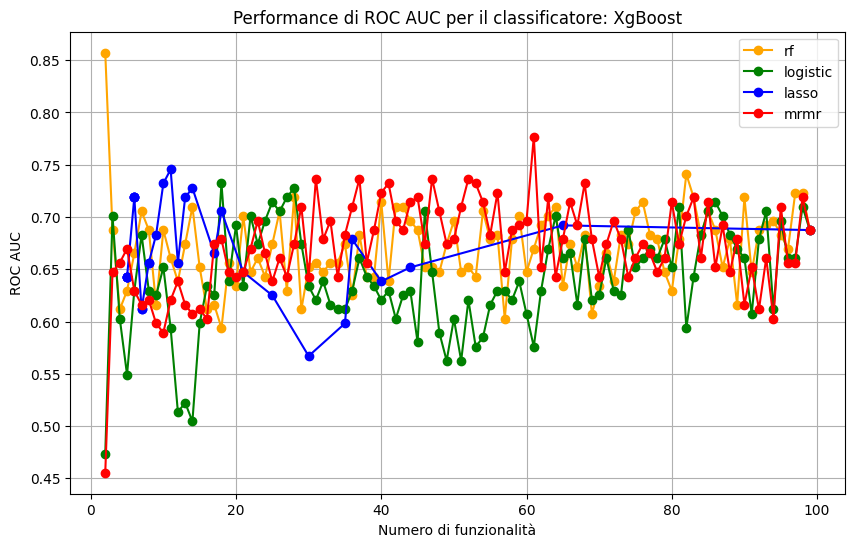 Performance di ROC AUC per il classificatore: XgBoost
rf
logistic
lasso
mrmr
ROC AUC
0.85
0.80
0.75
0.70
0.65
0.60
0.55
0.50
0.45
0
20
40
60
80
100
Numero di funzionalità